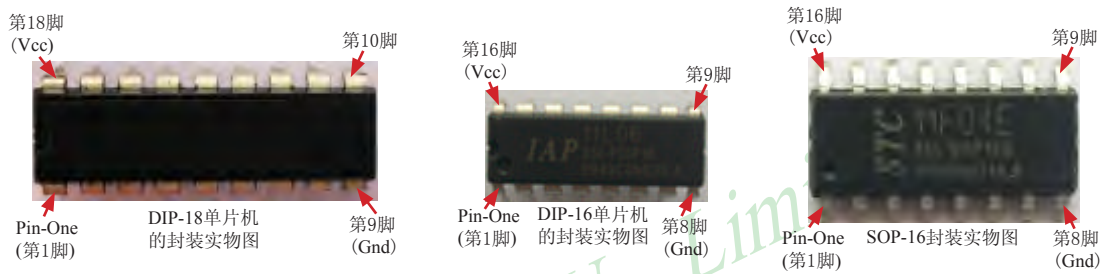 第18脚
(Vcc)
第10脚
Pin-One
(第1脚)
DIP-18单片机
的封装实物图
第9脚
(Gnd)
第16脚
(Vcc)
第9脚
IAP
Pin-One
(第1脚)
DIP-16单片机
的封装实物图
第8脚
(Gnd)
第16脚
(Vcc)
第9脚
STC
Pin-One
(第1脚)
SOP-16封装实物图
第8脚
(Gnd)
Limi